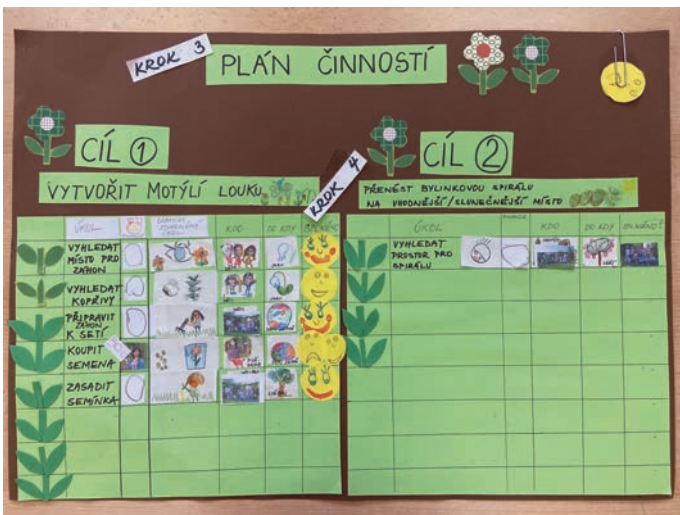 KROK 3
PLÁN ČINNOSTÍ
CÍL 1
VYTVOŘIT MOTÝLÍ LOUKU
KROK 4
ÚKOL
KDO
DO KDY
VYHLEDAT
MÍSTO PRO
ZÁHON
VYHLEDAT
KOPŘIVY
PŘIPRAVIT
ZÁHON
K SETÍ
KOUPIT
SEMENA
ZASADIT
SEMÍNKA
CÍL 2
PŘENÉST BYLINKOVOU SPIRÁLU
NA VHODNĚJŠÍ/SLUNEČNĚJŠÍ MÍSTO
ÚKOL
KDO
DO KDY
SPLNĚNO?
VYHLEDAT
PROSTOR PRO
SPIRÁLU